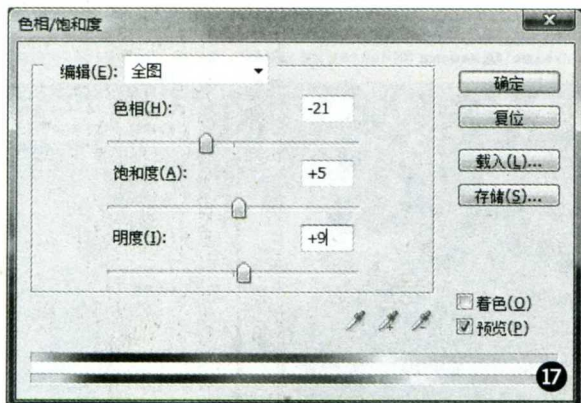 色相/饱和度
编辑(E): 全图
色相(H): -21
饱和度(A): +5
明度(I): +9
确定
复位
载入(L)...
存储(S)...
着色(O)
预览(P)
17